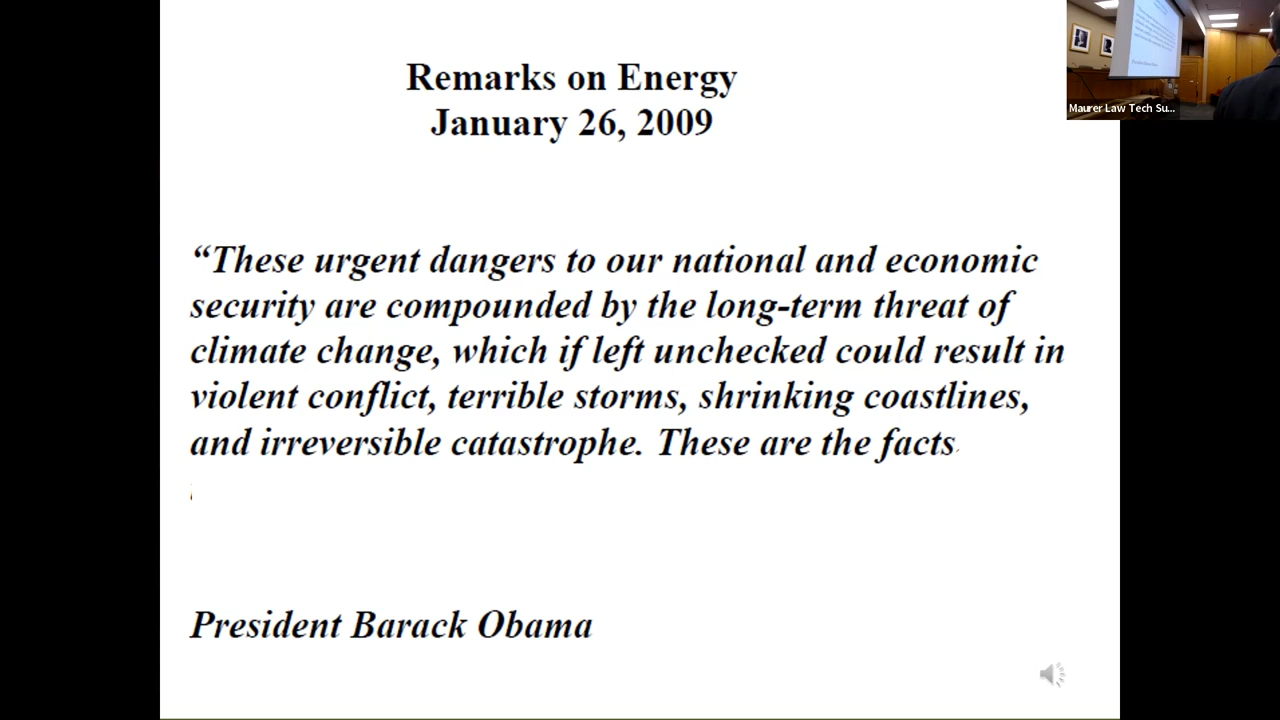 Remarks on Energy
January 26, 2009
Maurer Law Tech Su...
“These urgent dangers to our national and economic
security are compounded by the long-term threat of
climate change, which if left unchecked could result in
violent conflict, terrible storms, shrinking coastlines,
and irreversible catastrophe. These are the facts
President Barack Obama